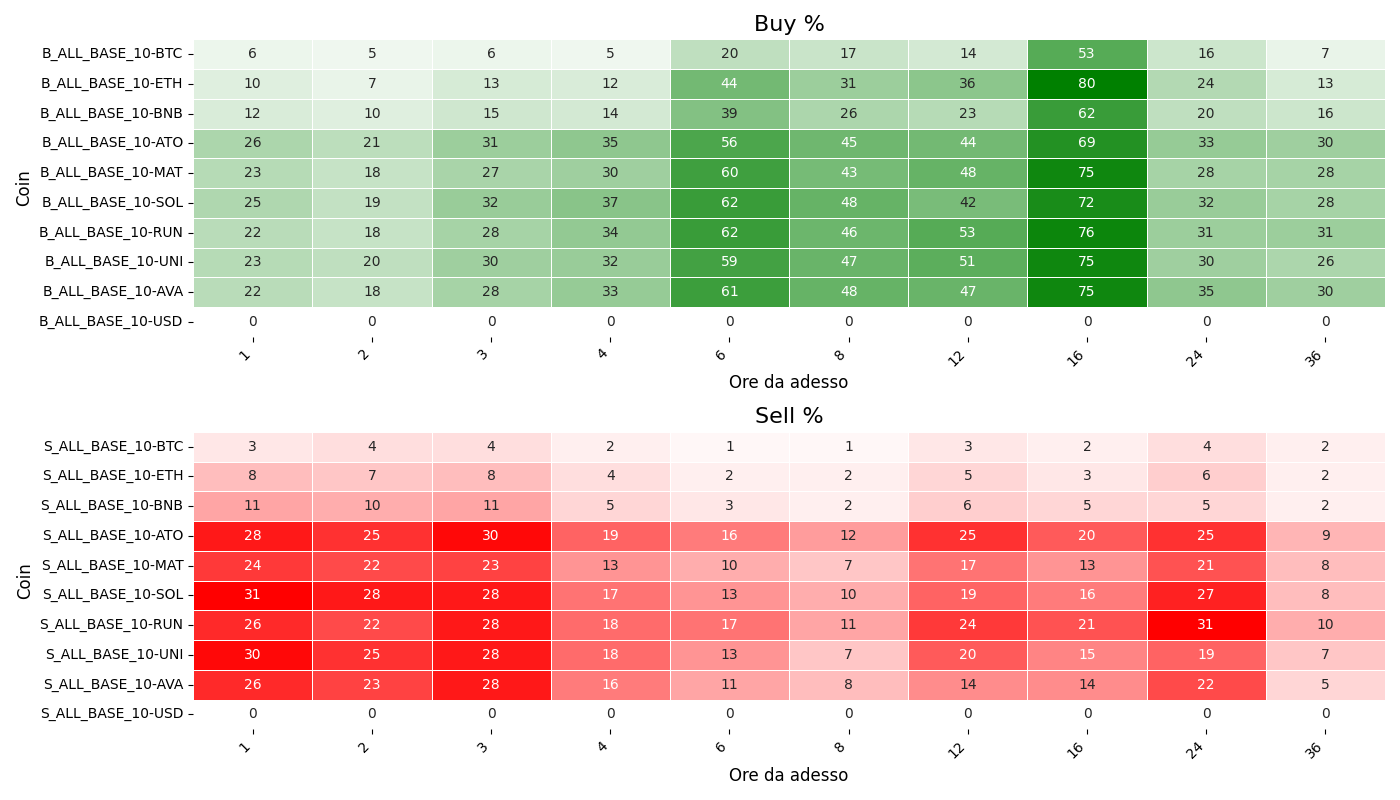 Buy %
Coin
B_ALL_BASE_10-BTC 6 5 6 5 20 17 14 53 16 7
B_ALL_BASE_10-ETH 10 7 13 12 44 31 36 80 24 13
B_ALL_BASE_10-BNB 12 10 15 14 39 26 23 62 20 16
B_ALL_BASE_10-ATO 26 21 31 35 56 45 44 69 33 30
B_ALL_BASE_10-MAT 23 18 27 30 60 43 48 75 28 28
B_ALL_BASE_10-SOL 25 19 32 37 62 48 42 72 32 28
B_ALL_BASE_10-RUN 22 18 28 34 62 46 53 76 31 31
B_ALL_BASE_10-UNI 23 20 30 32 59 47 51 75 30 26
B_ALL_BASE_10-AVA 22 18 28 33 61 48 47 75 35 30
B_ALL_BASE_10-USD 0 0 0 0 0 0 0 0 0 0
1 2 3 4 6 8 12 16 24 36
Ore da adesso
Sell %
Coin
S_ALL_BASE_10-BTC 3 4 4 2 1 1 3 2 4 2
S_ALL_BASE_10-ETH 8 7 8 4 2 2 5 3 6 2
S_ALL_BASE_10-BNB 11 10 11 5 3 2 6 5 5 2
S_ALL_BASE_10-ATO 28 25 30 19 16 12 25 20 25 9
S_ALL_BASE_10-MAT 24 22 23 13 10 7 17 13 21 8
S_ALL_BASE_10-SOL 31 28 28 17 13 10 19 16 27 8
S_ALL_BASE_10-RUN 26 22 28 18 17 11 24 21 31 10
S_ALL_BASE_10-UNI 30 25 28 18 13 7 20 15 19 7
S_ALL_BASE_10-AVA 26 23 28 16 11 8 14 14 22 5
S_ALL_BASE_10-USD 0 0 0 0 0 0 0 0 0 0
1 2 3 4 6 8 12 16 24 36
Ore da adesso